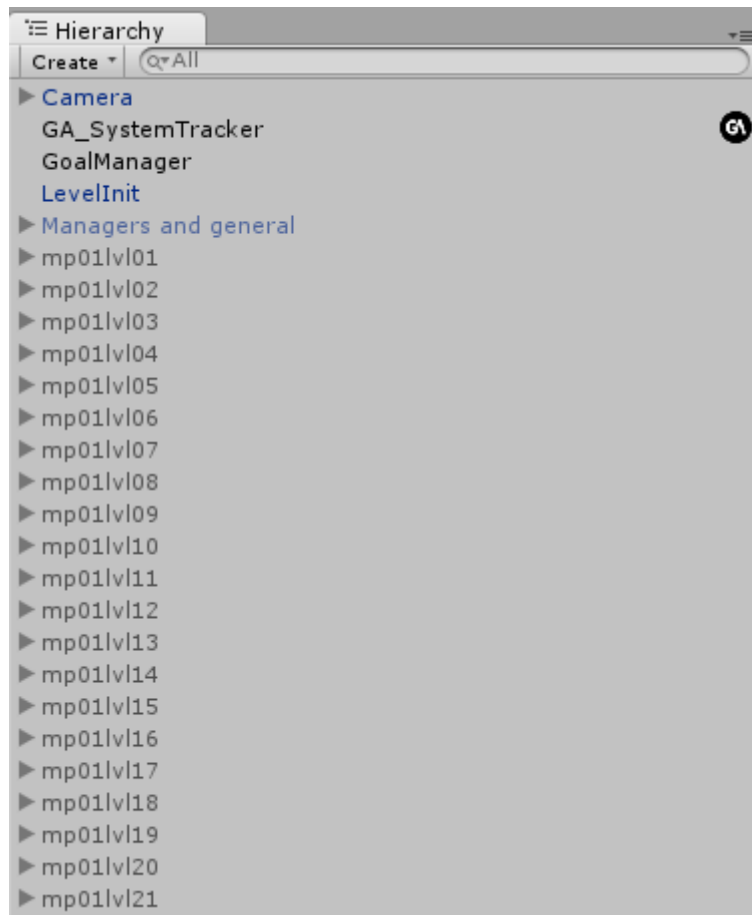 Hierarchy
Create All
Camera
GA_SystemTracker GA
GoalManager
LevelInit
Managers and general
mp01lvl01
mp01lvl02
mp01lvl03
mp01lvl04
mp01lvl05
mp01lvl06
mp01lvl07
mp01lvl08
mp01lvl09
mp01lvl10
mp01lvl11
mp01lvl12
mp01lvl13
mp01lvl14
mp01lvl15
mp01lvl16
mp01lvl17
mp01lvl18
mp01lvl19
mp01lvl20
mp01lvl21